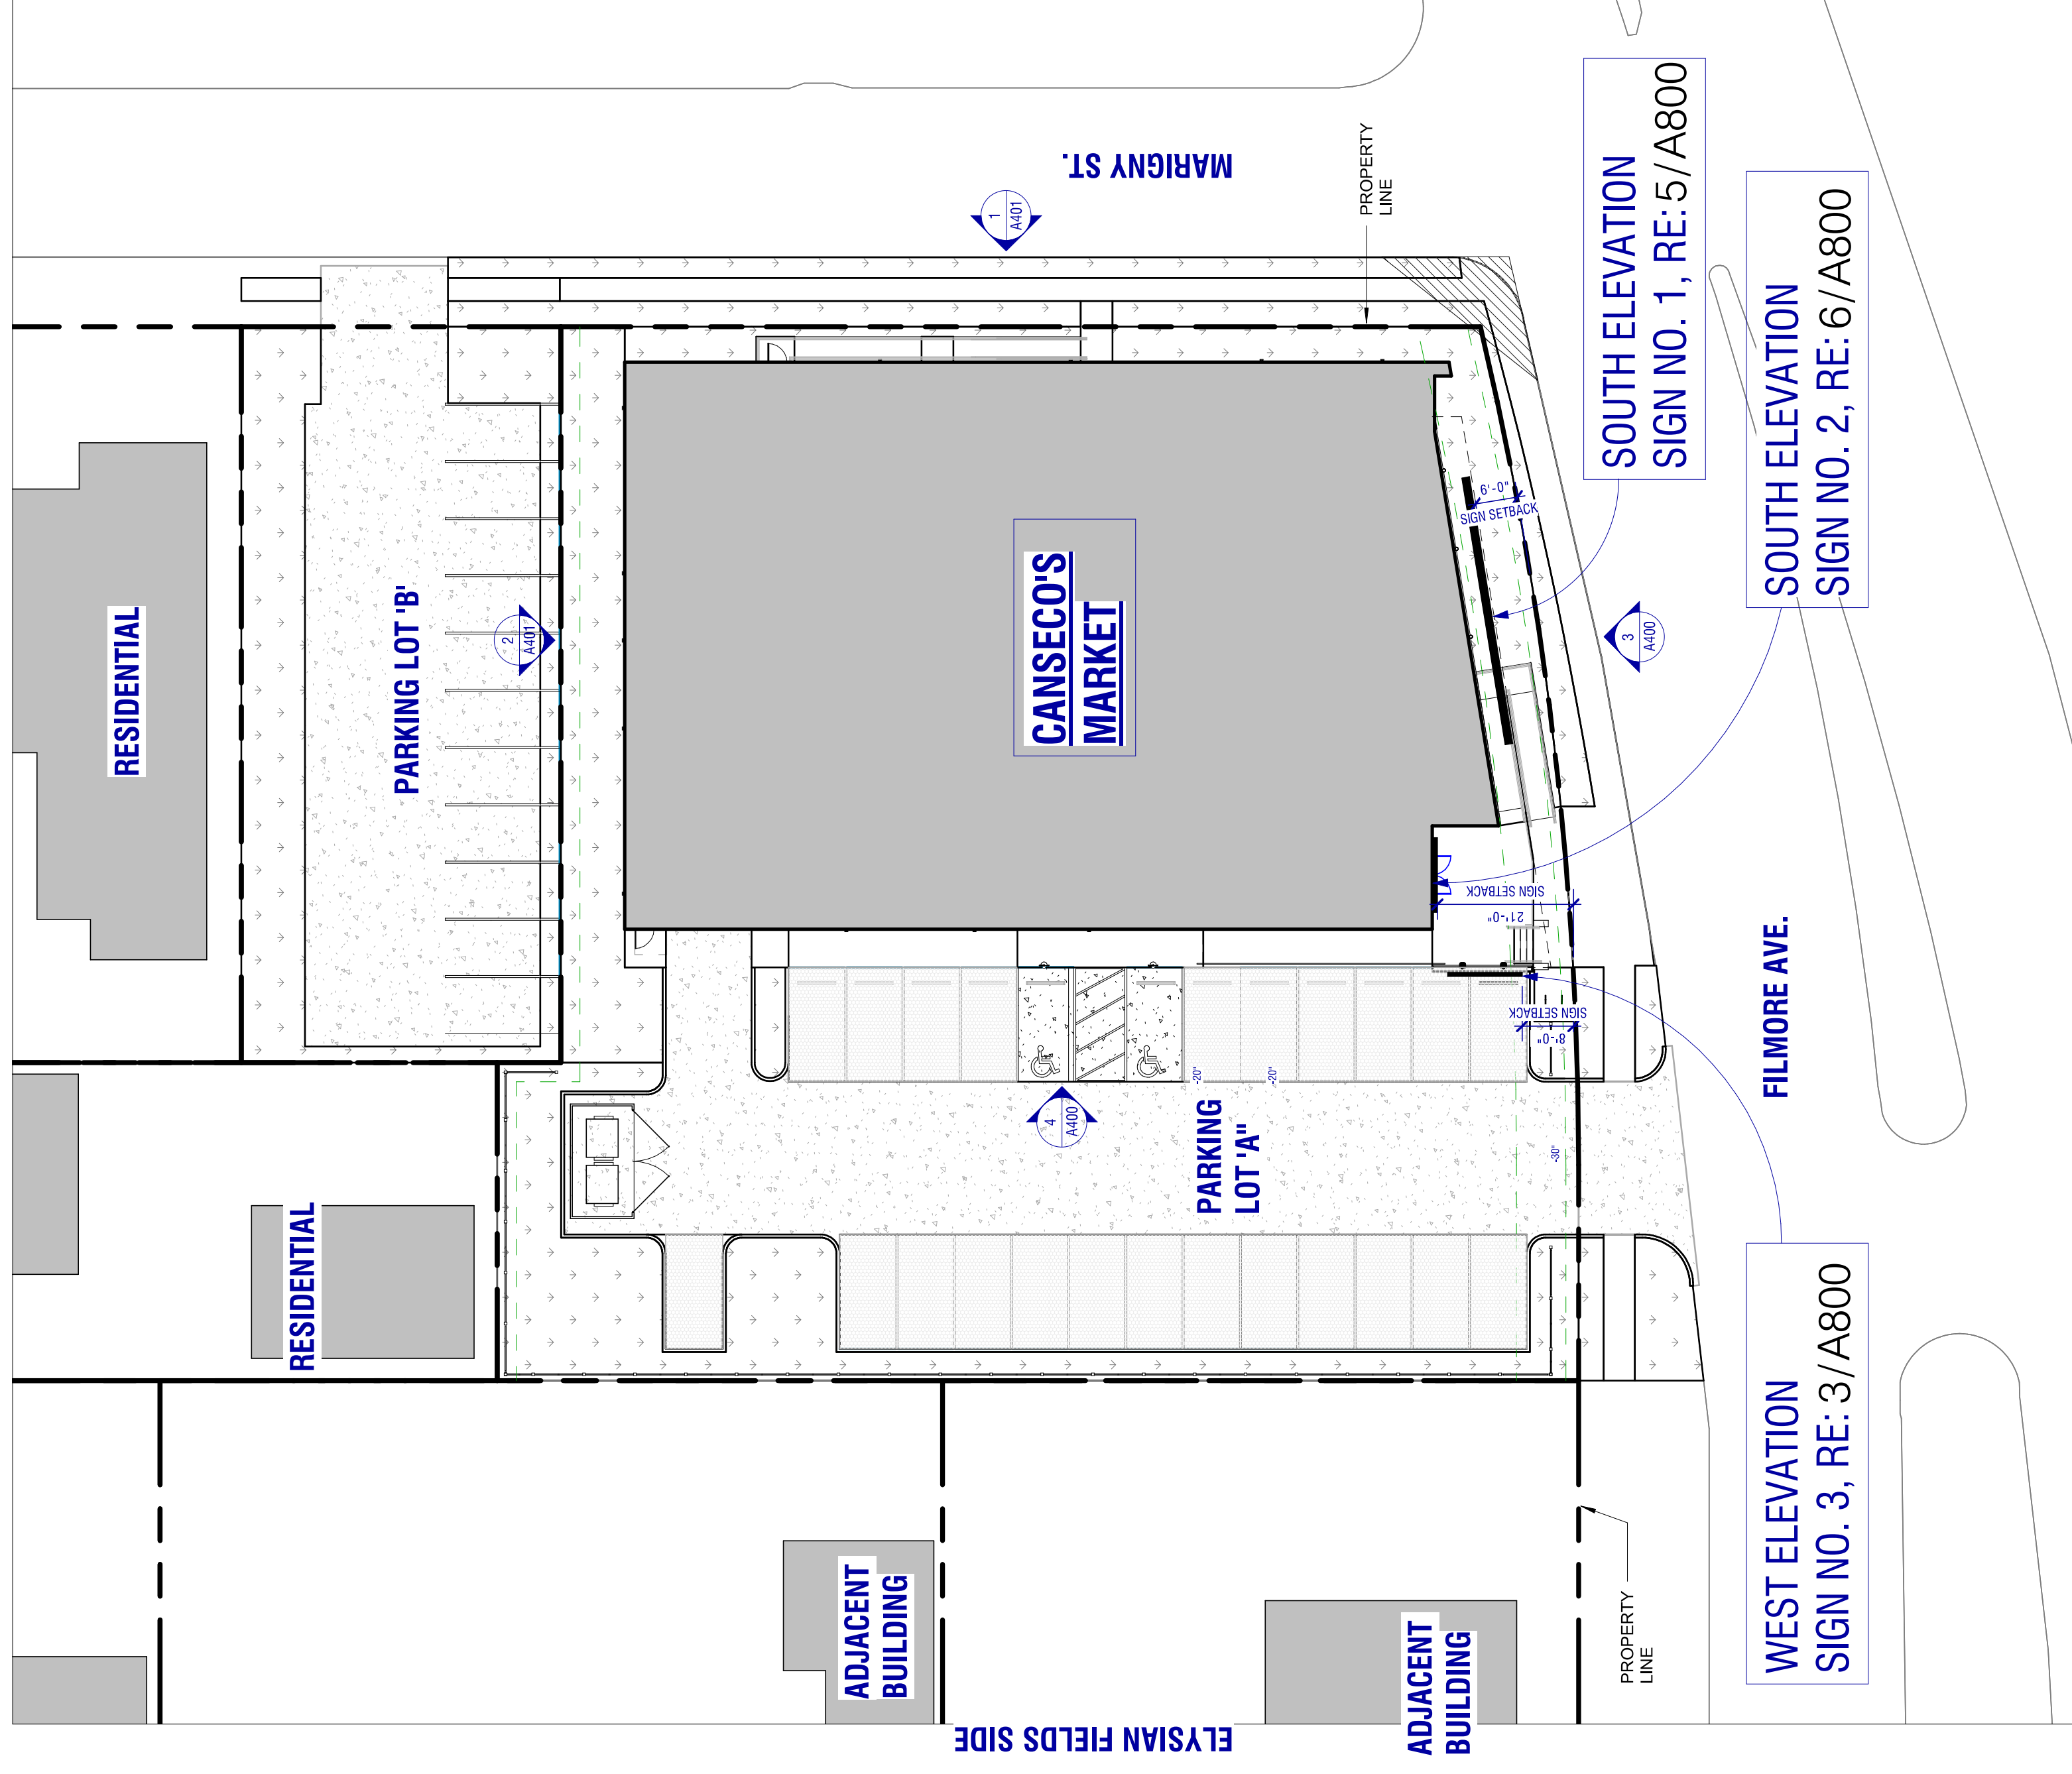 MARIGNY ST.
1
A401
PROPERTY
LINE
SOUTH ELEVATION
SIGN NO. 1, RE: 5/A800
SOUTH ELEVATION
SIGN NO. 2, RE: 6/A800
RESIDENTIAL
PARKING LOT 'B'
2
A401
CANSECO'S
MARKET
6'-0"
SIGN SETBACK
3
A400
SIGN SETBACK
21'-0"
SIGN SETBACK
8'-0"
FILMORE AVE.
4
A400
-20"
-20"
PARKING
LOT 'A"
-30"
RESIDENTIAL
WEST ELEVATION
SIGN NO. 3, RE: 3/A800
ADJACENT
BUILDING
ADJACENT
BUILDING
PROPERTY
LINE
ELYSIAN FIELDS SIDE